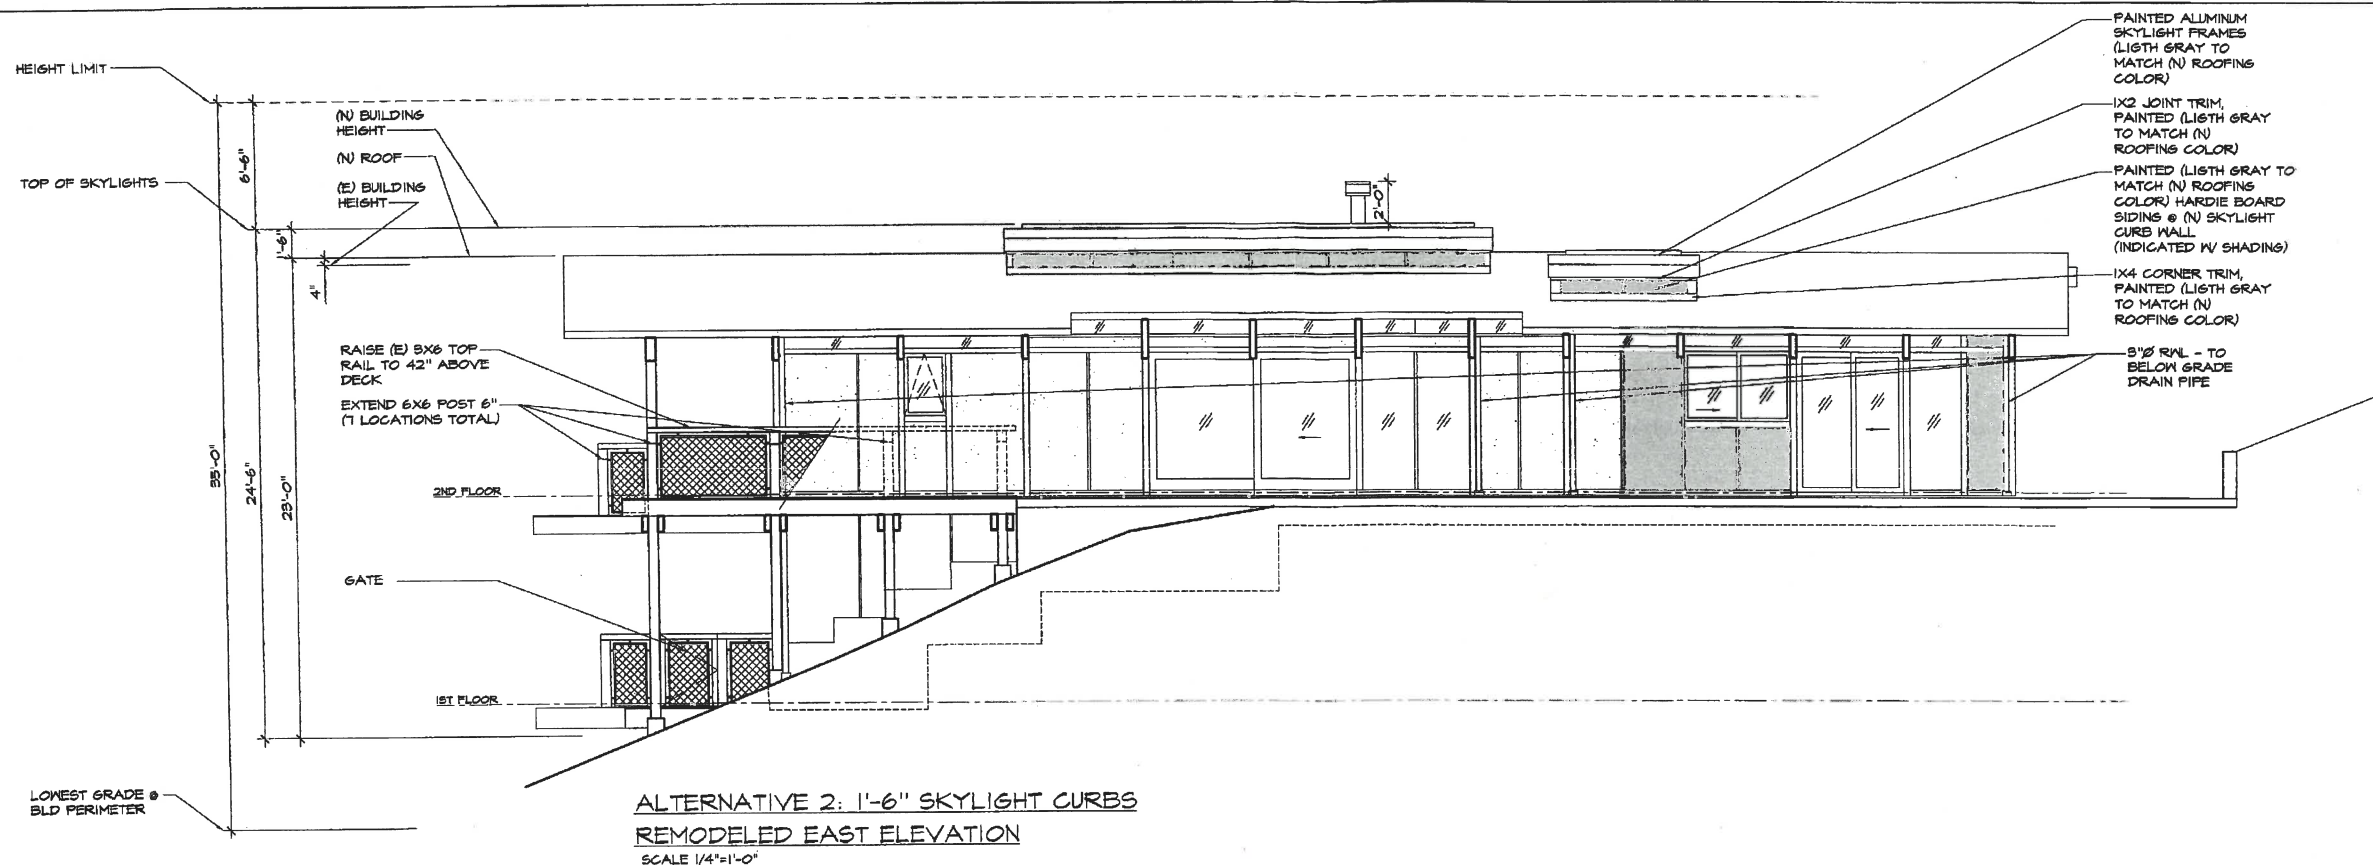 HEIGHT LIMIT
(N) BUILDING
HEIGHT
(N) ROOF
(E) BUILDING
HEIGHT
TOP OF SKYLIGHTS
6'-6"
1'-6"
4"
35'-0"
24'-6"
23'-0"
2'-0"
PAINTED ALUMINUM
SKYLIGHT FRAMES
(LIGTH GRAY TO
MATCH (N) ROOFING
COLOR)
1X2 JOINT TRIM,
PAINTED (LIGTH GRAY
TO MATCH (N)
ROOFING COLOR)
PAINTED (LIGTH GRAY TO
MATCH (N) ROOFING
COLOR) HARDIE BOARD
SIDING @ (N) SKYLIGHT
CURB WALL
(INDICATED W/ SHADING)
1X4 CORNER TRIM,
PAINTED (LIGTH GRAY
TO MATCH (N)
ROOFING COLOR)
3"Ø RWL - TO
BELOW GRADE
DRAIN PIPE
RAISE (E) 3X6 TOP
RAIL TO 42" ABOVE
DECK
EXTEND 6X6 POST 6"
(7 LOCATIONS TOTAL)
2ND FLOOR
GATE
1ST FLOOR
LOWEST GRADE @
BLD PERIMETER
ALTERNATIVE 2: 1'-6" SKYLIGHT CURBS
REMODELED EAST ELEVATION
SCALE 1/4"=1'-0"